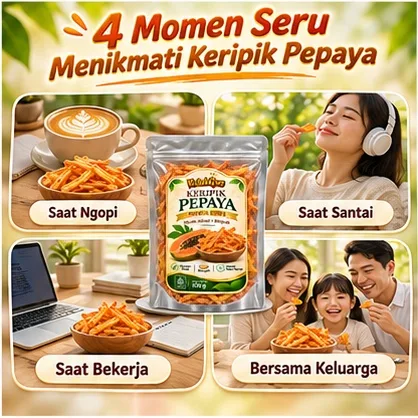 4 Momen Seru
Menikmati Keripik Pepaya
Saat Ngopi
Saat Santai
KERIPIK
PEPAYA
Saat Bekerja
Bersama Keluarga